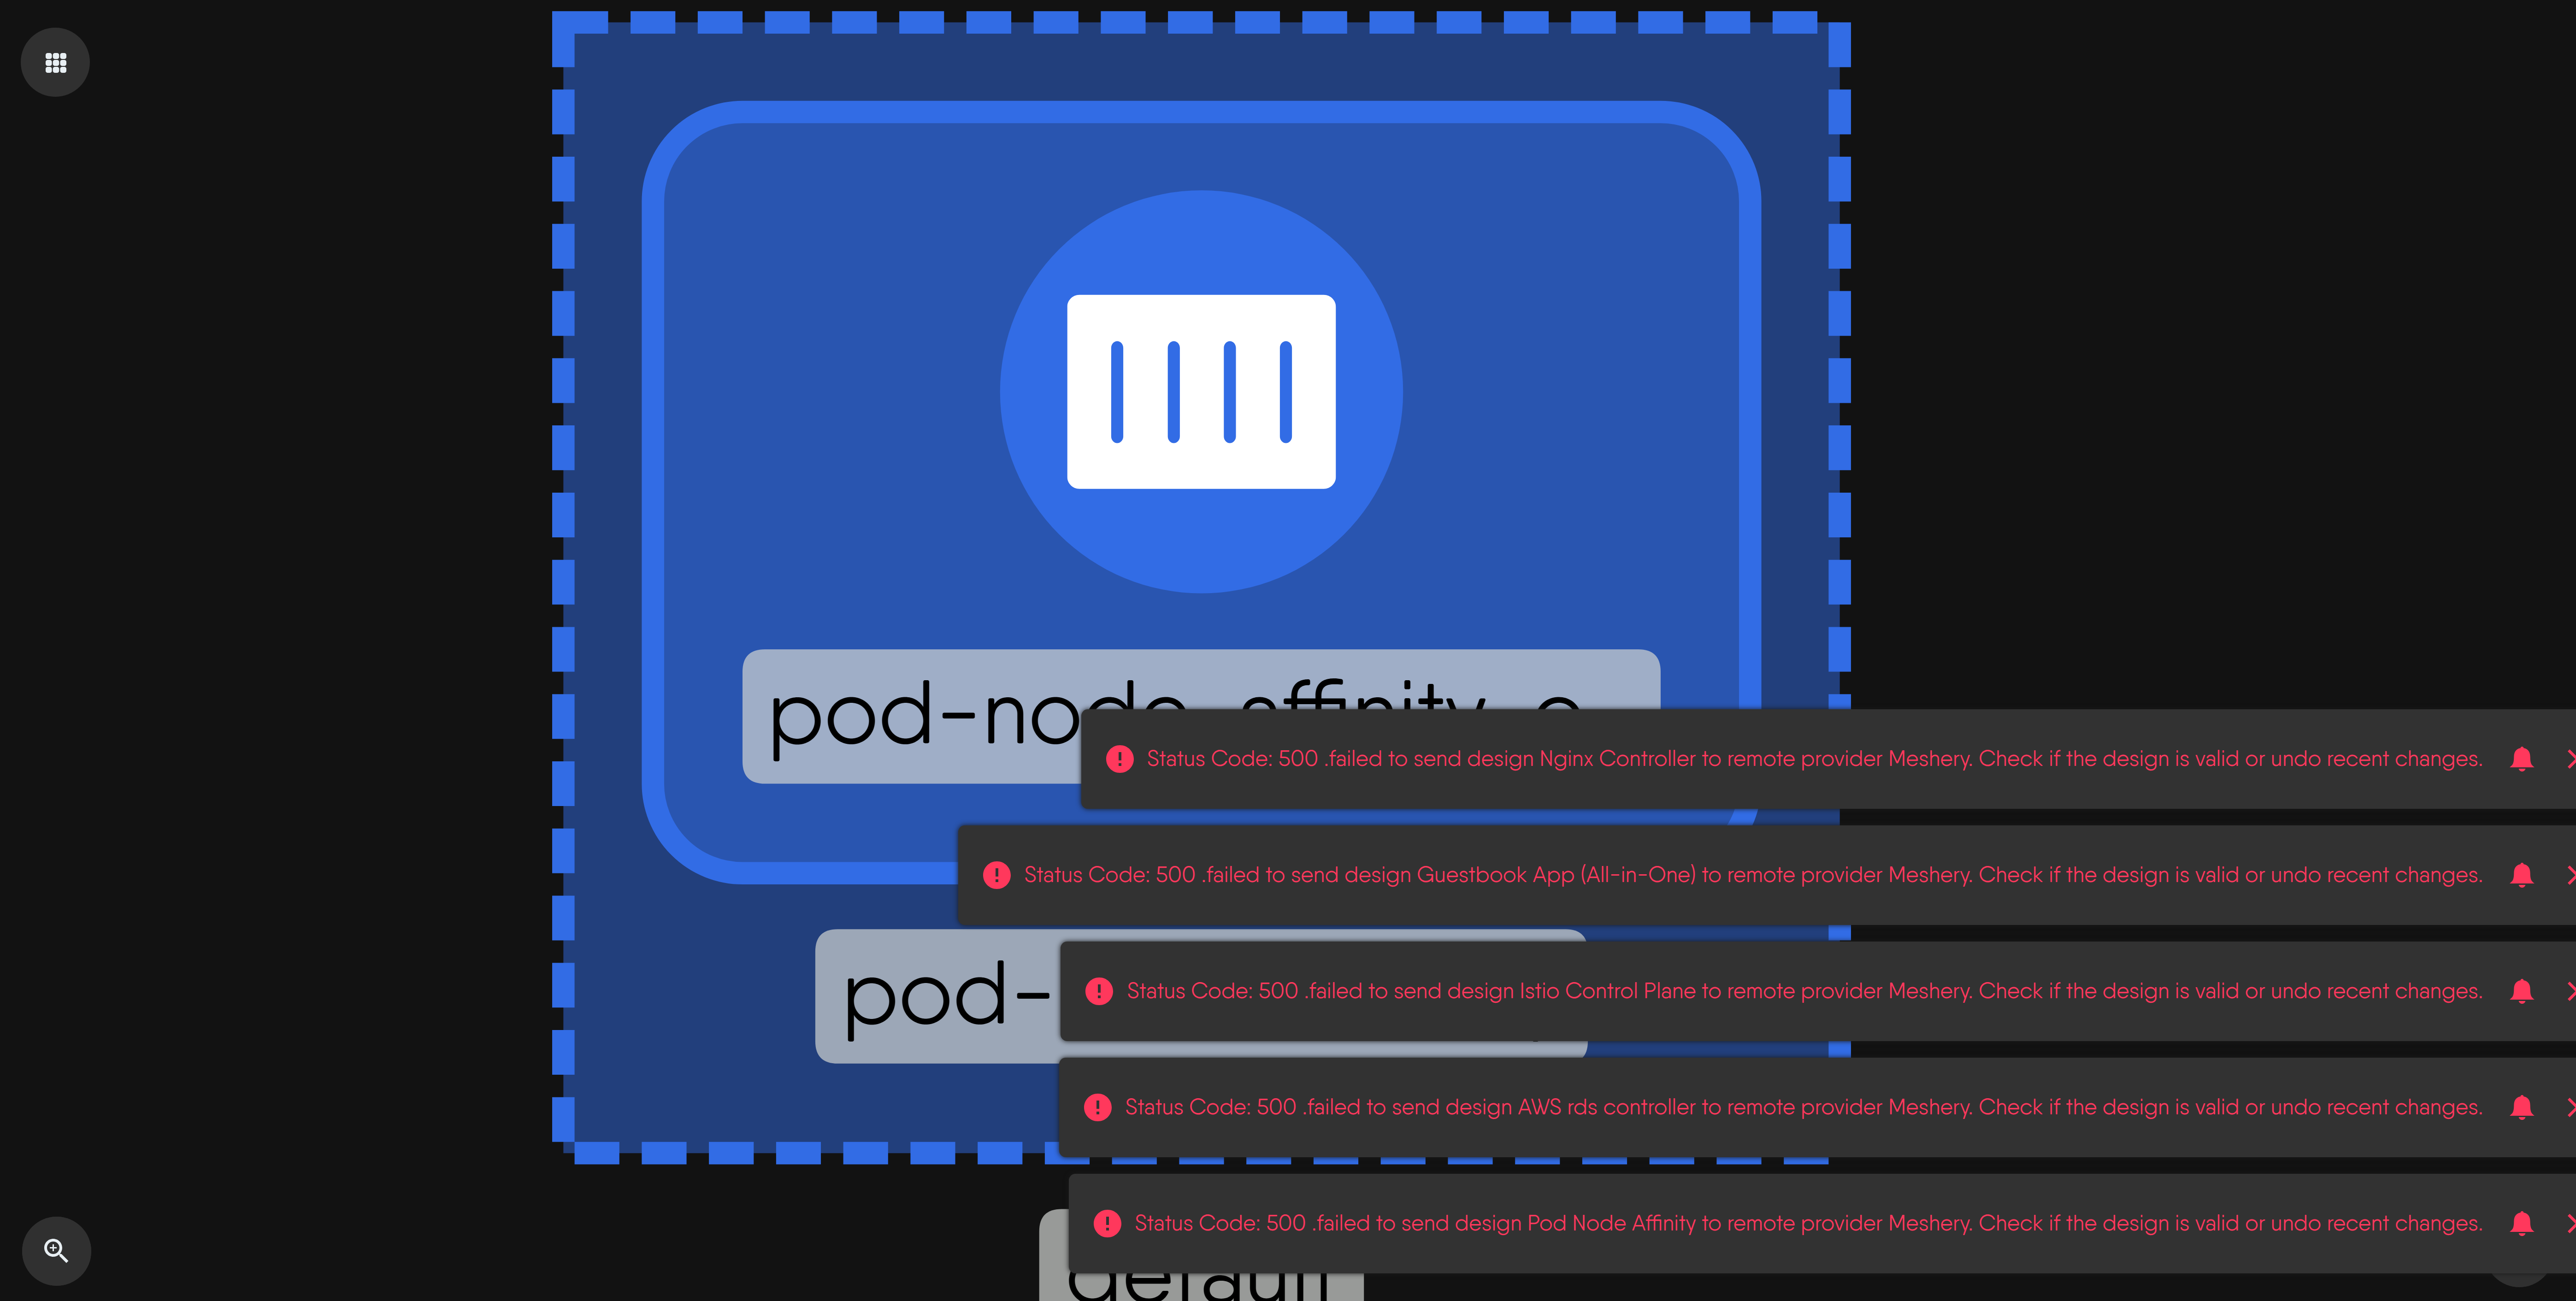 pod-node-affinity-o
Status Code: 500 .failed to send design Nginx Controller to remote provider Meshery. Check if the design is valid or undo recent changes.
Status Code: 500 .failed to send design Guestbook App (All-in-One) to remote provider Meshery. Check if the design is valid or undo recent changes.
pod-
Status Code: 500 .failed to send design Istio Control Plane to remote provider Meshery. Check if the design is valid or undo recent changes.
Status Code: 500 .failed to send design AWS rds controller to remote provider Meshery. Check if the design is valid or undo recent changes.
Status Code: 500 .failed to send design Pod Node Affinity to remote provider Meshery. Check if the design is valid or undo recent changes.
default